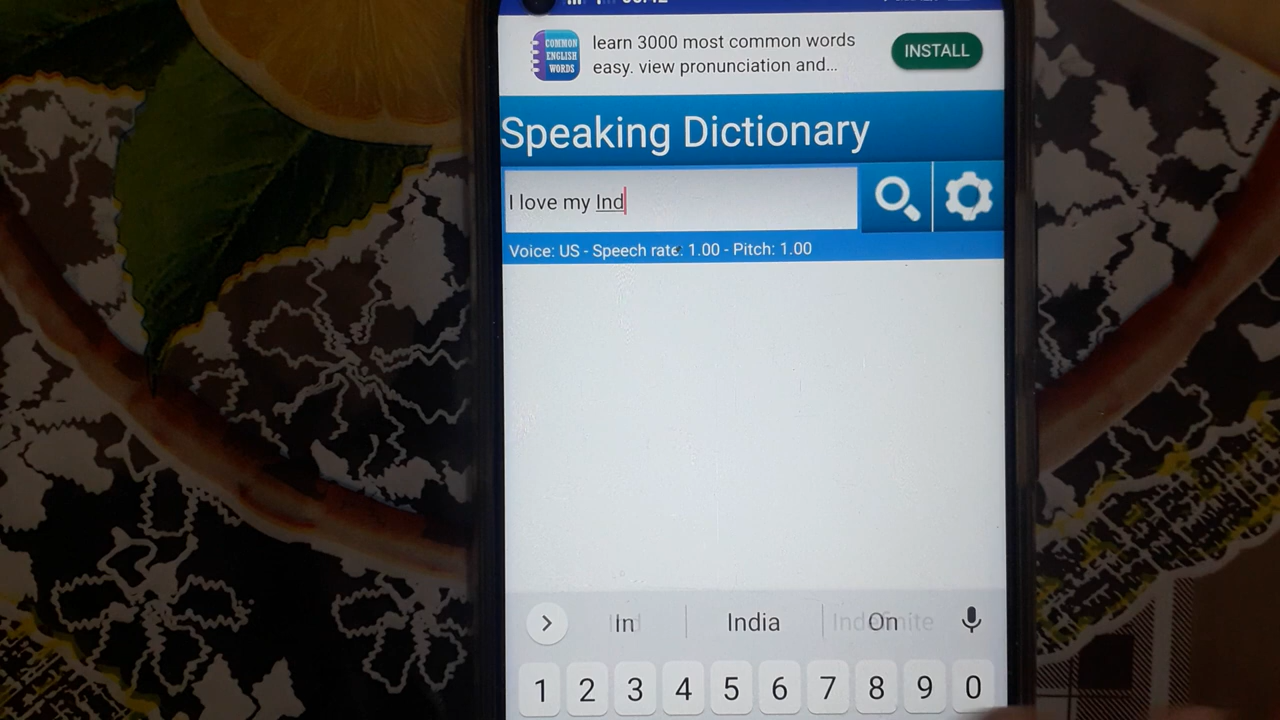 COMMON
ENGLISH
WORDS
learn 3000 most common words
easy. view pronunciation and...
INSTALL
Speaking Dictionary
I love my Ind
Voice: US - Speech rate: 1.00 - Pitch: 1.00
In India On
1 2 3 4 5 6 7 8 9 0